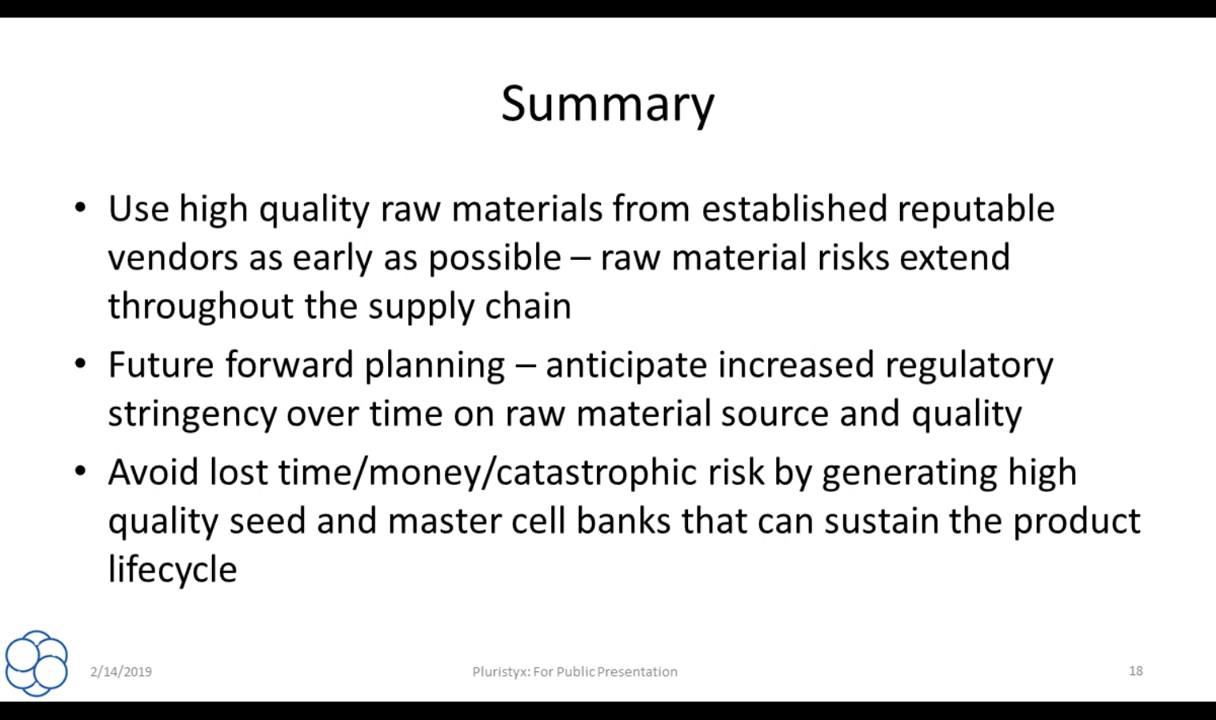 Summary
• Use high quality raw materials from established reputable
vendors as early as possible – raw material risks extend
throughout the supply chain
• Future forward planning – anticipate increased regulatory
stringency over time on raw material source and quality
• Avoid lost time/money/catastrophic risk by generating high
quality seed and master cell banks that can sustain the product
lifecycle
2/14/2019
Pluristyx: For Public Presentation
18